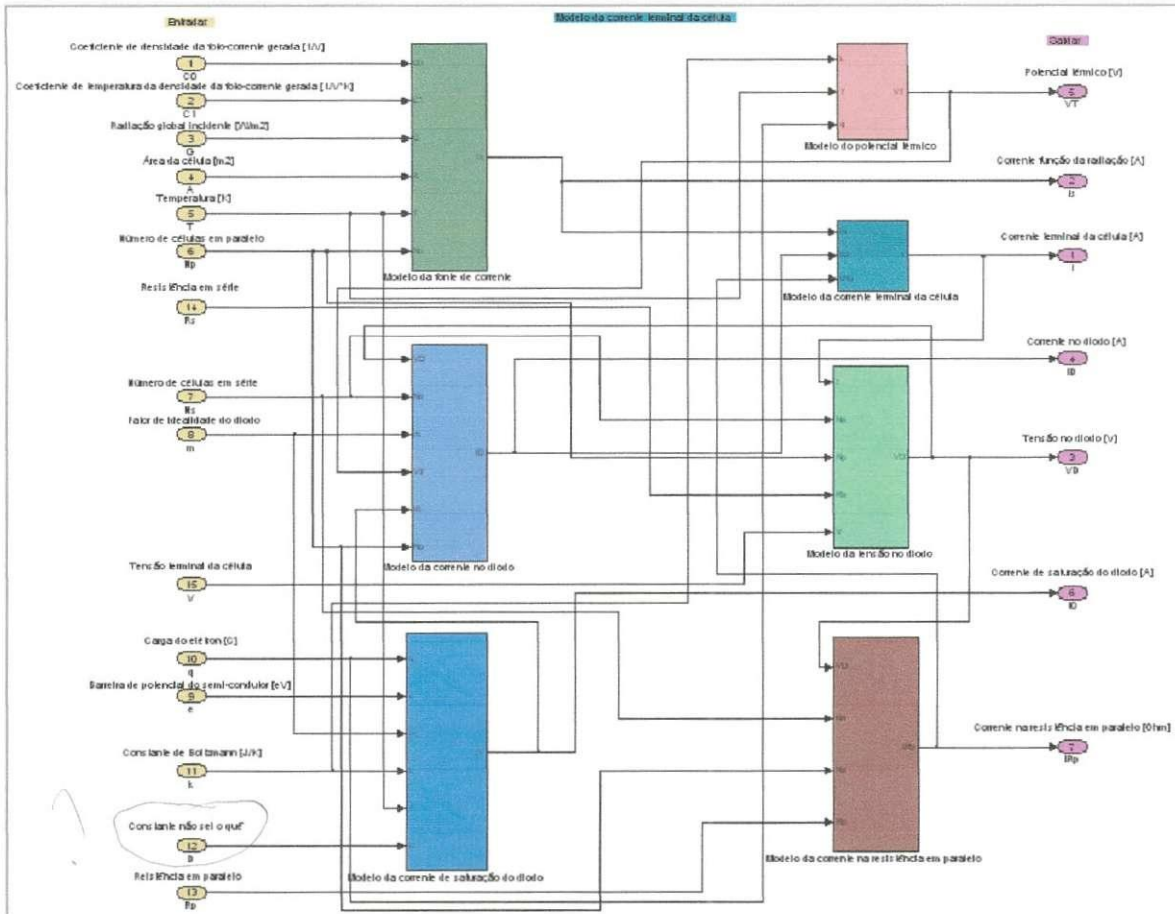 Entradas
Modelo da corrente terminal da célula
Saídas
Coeficiente de densidade da foto-corrente gerada [1/V]
1
C0
Coeficiente de temperatura da densidade da foto-corrente gerada [1/V*K]
2
C1
Radiação global incidente [W/m2]
3
G
Área da célula [m2]
4
A
Temperatura [K]
5
T
Número de células em paralelo
6
Np
Resistência em série
14
Rs
Número de células em série
7
Ns
Fator de idealidade do diodo
8
m
Tensão terminal da célula
15
V
Carga do elétron [C]
10
q
Barreira de potencial do semi-condutor [eV]
9
e
Constante de Boltzmann [J/K]
11
k
Constante não sei o quê
12
Resistência em paralelo
13
Rp
Modelo da fonte de corrente
Modelo da corrente no diodo
Modelo da corrente de saturação do diodo
VT
Modelo do potencial térmico
Modelo da corrente terminal da célula
Modelo da tensão no diodo
Modelo da corrente na resistência em paralelo
Potencial térmico [V]
5
VT
Corrente função da radiação [A]
2
Corrente terminal da célula [A]
1
I
Corrente no diodo [A]
4
ID
Tensão no diodo [V]
3
VD
Corrente de saturação do diodo [A]
6
I0
Corrente na resistência em paralelo [Ohm]
7
IRp